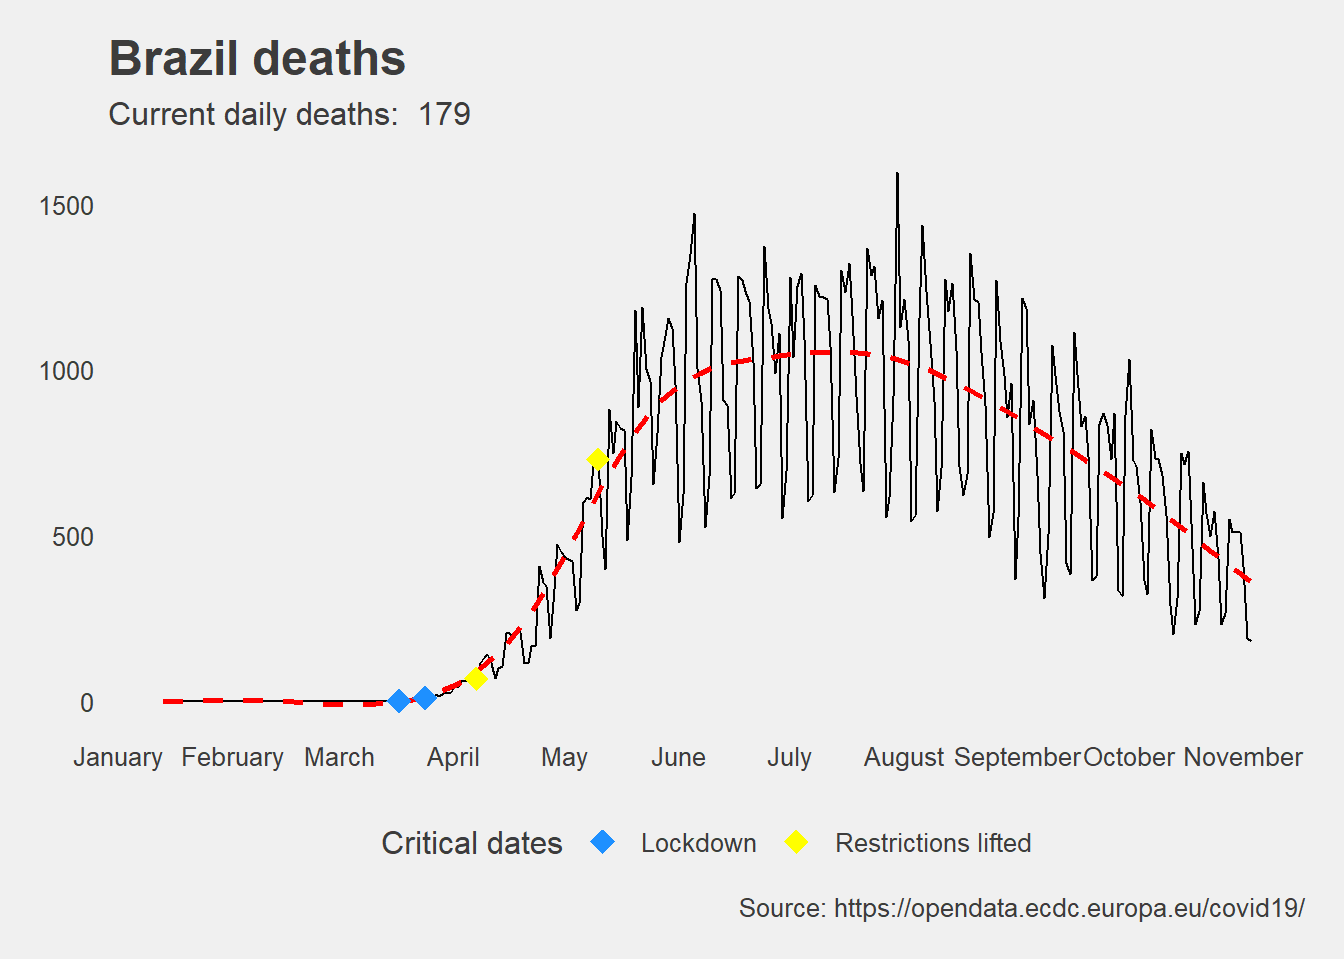 Brazil deaths
Current daily deaths:  179
1500
1000
500
0
January February March April May June July August September October November
Critical dates Lockdown Restrictions lifted
Source: https://opendata.ecdc.europa.eu/covid19/